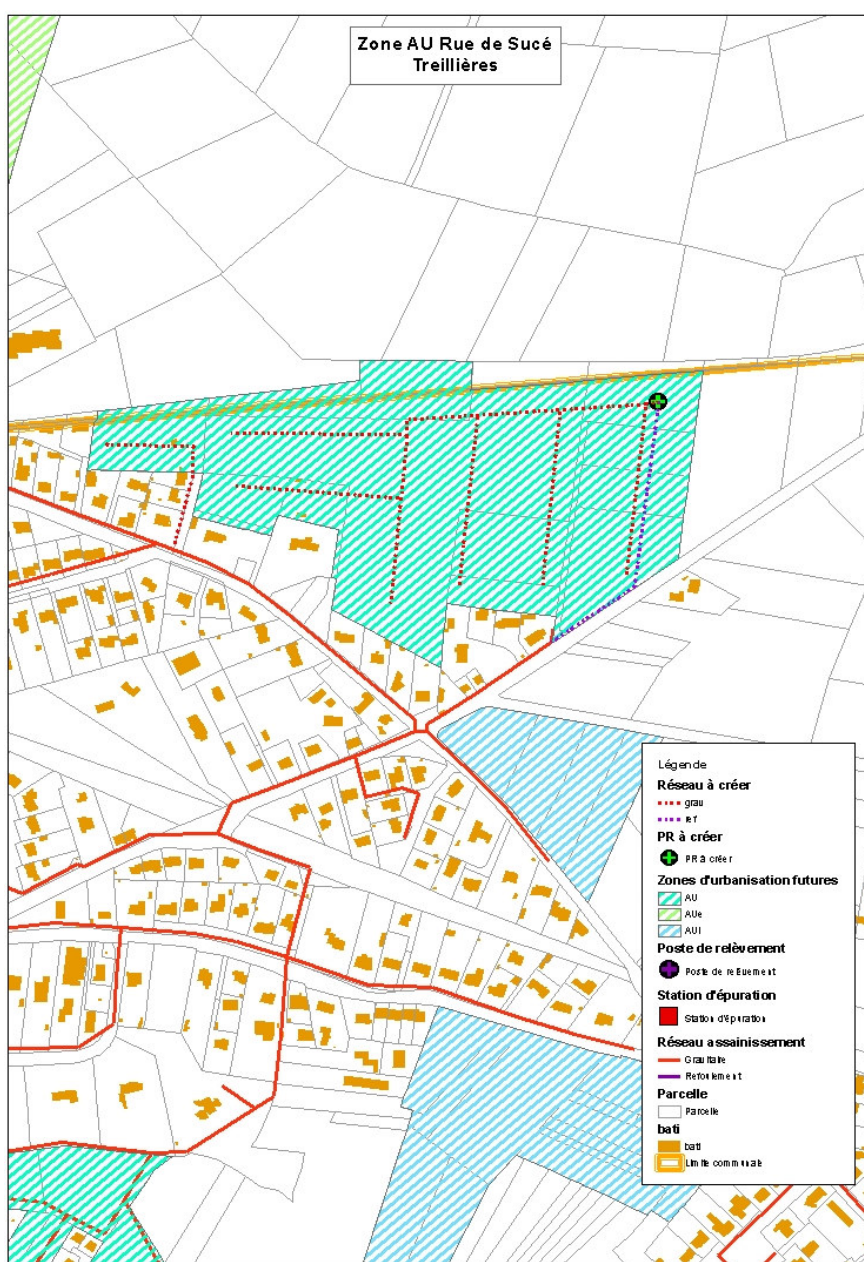 Zone AU Rue de Sucé
Treillières
Légende
Réseau à créer
grav
ref
PR à créer
PR à créer
Zones d'urbanisation futures
AU
AUe
AUl
Poste de relèvement
Poste de relèvement
Station d'épuration
Station d'épuration
Réseau assainissement
Gravitaire
Refoulement
Parcelle
Parcelle
bati
bati
Limite communale